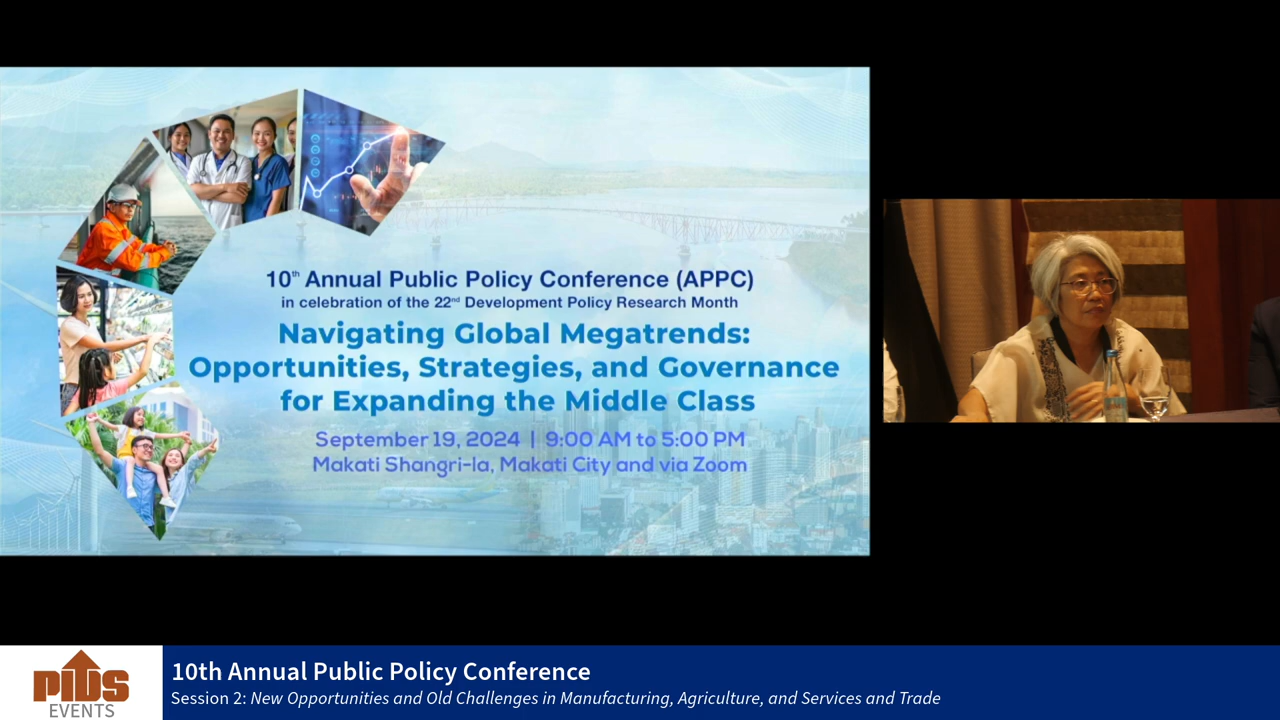 10th Annual Public Policy Conference (APPC)
in celebration of the 22nd Development Policy Research Month
Navigating Global Megatrends:
Opportunities, Strategies, and Governance
for Expanding the Middle Class
September 19, 2024 | 9:00 AM to 5:00 PM
Makati Shangri-la, Makati City and via Zoom
PIDS
EVENTS
10th Annual Public Policy Conference
Session 2: New Opportunities and Old Challenges in Manufacturing, Agriculture, and Services and Trade